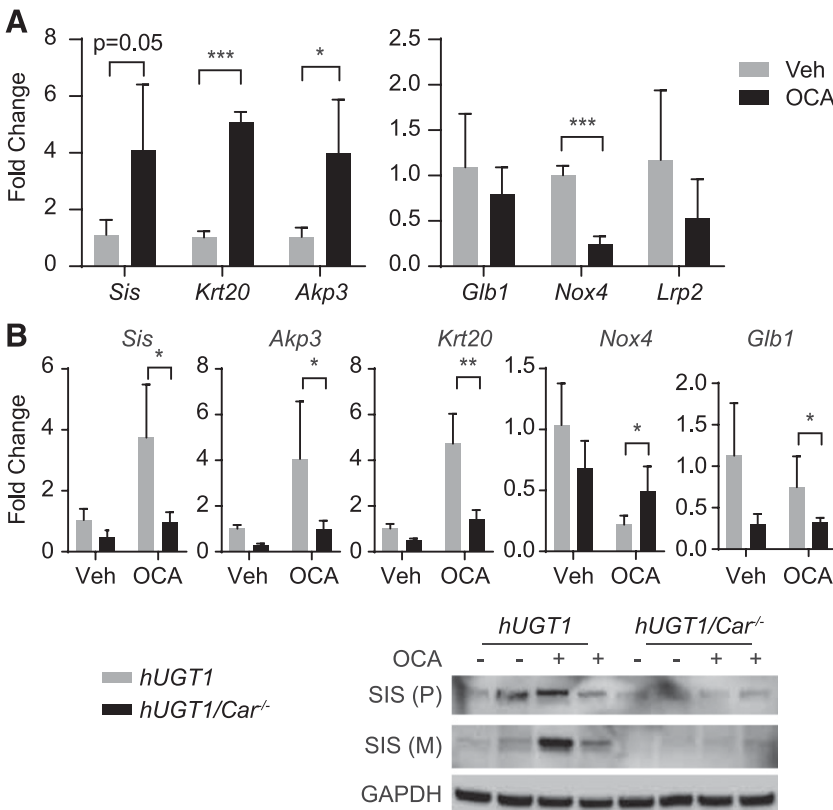 A
8
6
4
2
0
Fold Change
p=0.05
***
*
Sis Krt20 Akp3
2.5
2.0
1.5
1.0
0.5
0.0
***
Glb1 Nox4 Lrp2
Veh
OCA
B
Fold Change
Sis
6
4
2
0
*
Veh OCA
Akp3
8
6
4
2
0
*
Veh OCA
Krt20
8
6
4
2
0
**
Veh OCA
Nox4
1.5
1.0
0.5
0.0
*
Veh OCA
Glb1
2.0
1.5
1.0
0.5
0.0
*
Veh OCA
hUGT1
hUGT1/Car-/-
hUGT1 hUGT1/Car-/-
OCA - - + + - - + +
SIS (P)
SIS (M)
GAPDH